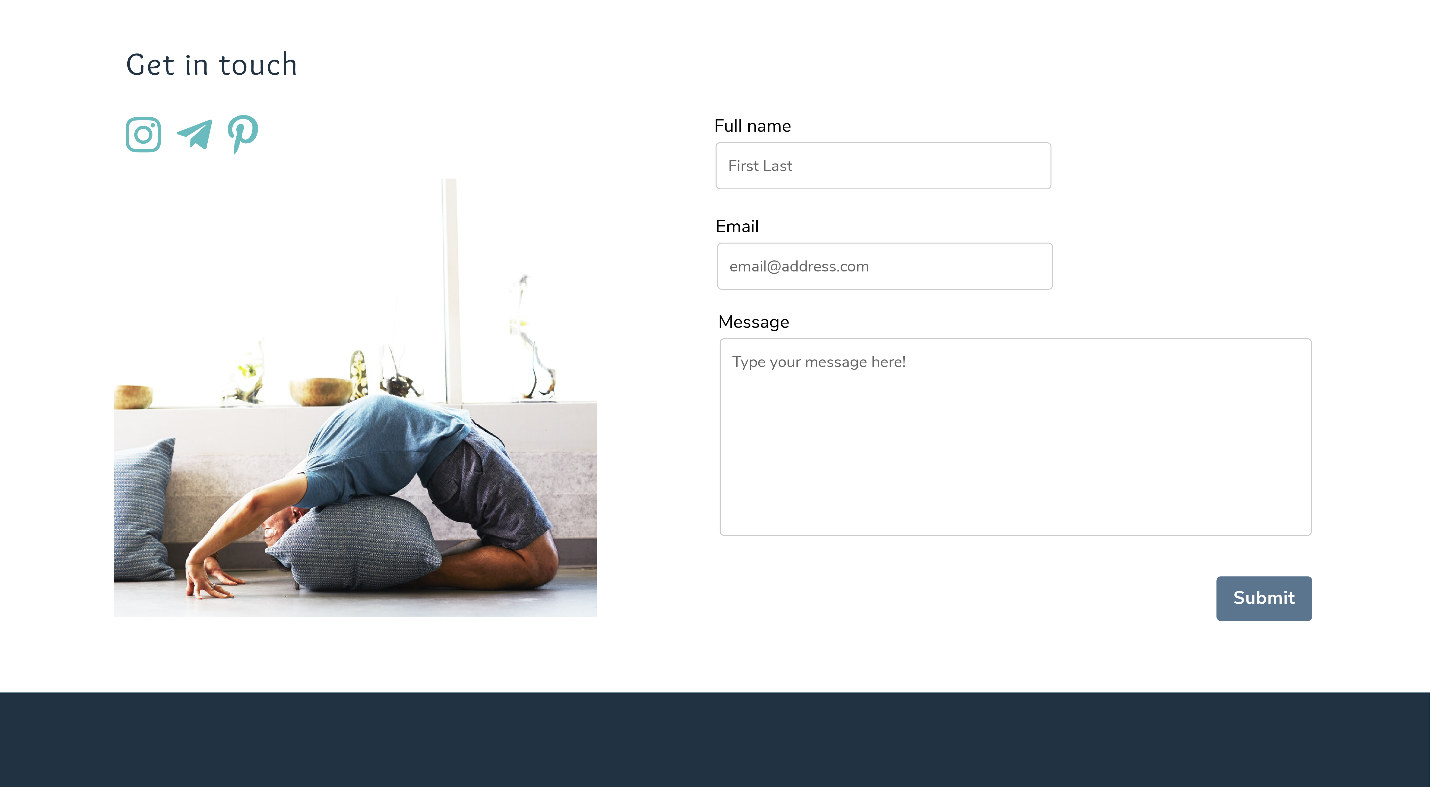 Get in touch
Full name
First Last
Email
email@address.com
Message
Type your message here!
Submit